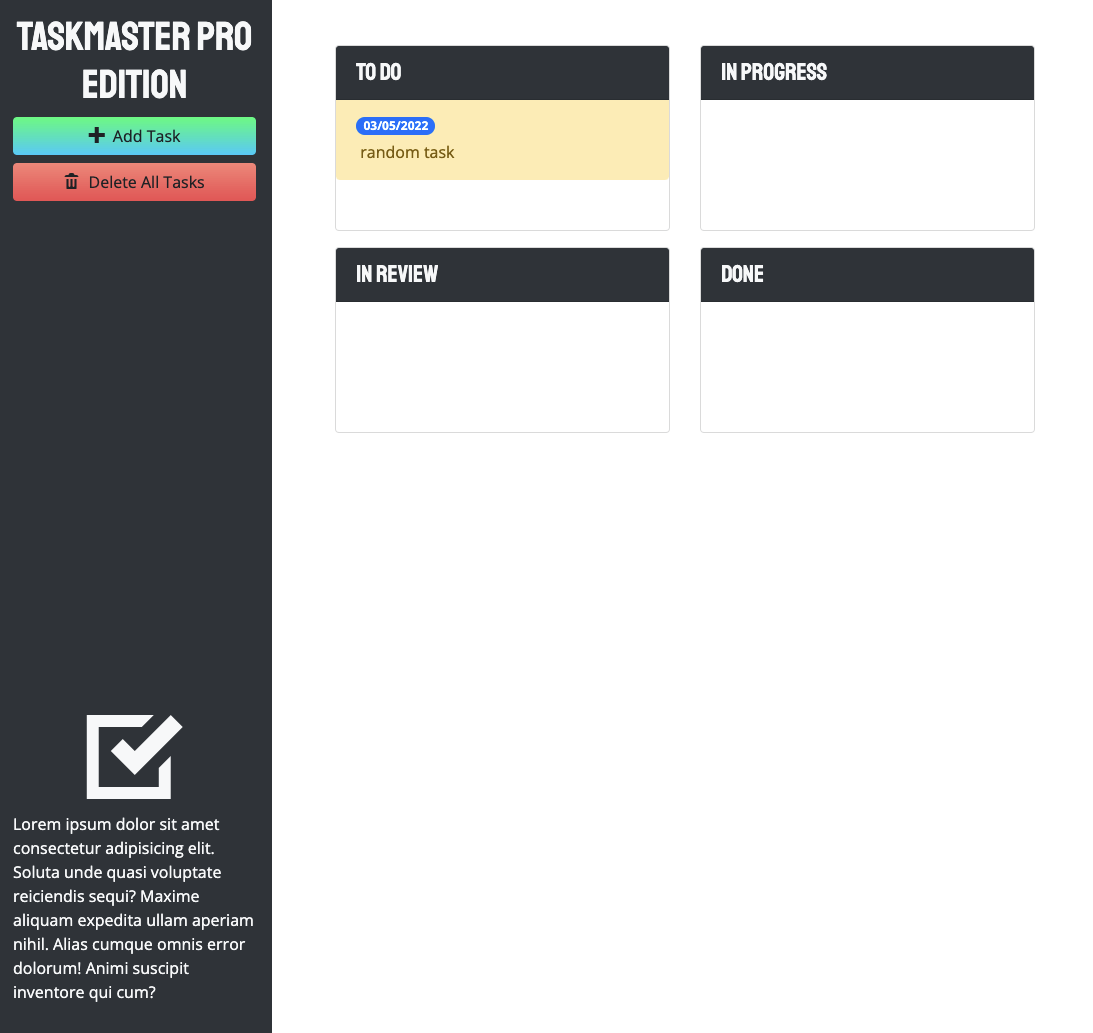 TASKMASTER PRO
EDITION
Add Task
Delete All Tasks
Lorem ipsum dolor sit amet
consectetur adipisicing elit.
Soluta unde quasi voluptate
reiciendis sequi? Maxime
aliquam expedita ullam aperiam
nihil. Alias cumque omnis error
dolorum! Animi suscipit
inventore qui cum?
TO DO
03/05/2022
random task
IN PROGRESS
IN REVIEW
DONE